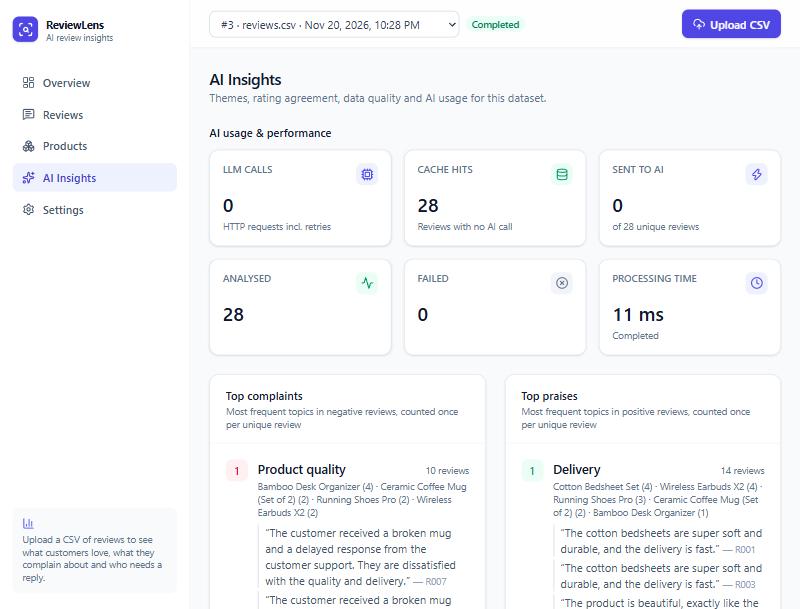 ReviewLens
AI review insights
Overview
Reviews
Products
AI Insights
Settings
Upload a CSV of reviews to see
what customers love, what they
complain about and who needs a
reply.
#3 · reviews.csv · Nov 20, 2026, 10:28 PM
Completed
Upload CSV
AI Insights
Themes, rating agreement, data quality and AI usage for this dataset.
AI usage & performance
LLM CALLS
0
HTTP requests incl. retries
CACHE HITS
28
Reviews with no AI call
SENT TO AI
0
of 28 unique reviews
ANALYSED
28
FAILED
0
PROCESSING TIME
11 ms
Completed
Top complaints
Most frequent topics in negative reviews, counted once
per unique review
1 Product quality 10 reviews
Bamboo Desk Organizer (4) · Ceramic Coffee Mug
(Set of 2) (2) · Running Shoes Pro (2) · Wireless
Earbuds X2 (2)
“The customer received a broken mug
and a delayed response from the
customer support. They are dissatisfied
with the quality and delivery.” — R007
“The customer received a broken mug
Top praises
Most frequent topics in positive reviews, counted once
per unique review
1 Delivery 14 reviews
Cotton Bedsheet Set (4) · Wireless Earbuds X2 (4) ·
Running Shoes Pro (3) · Ceramic Coffee Mug (Set
of 2) (2) · Bamboo Desk Organizer (1)
“The cotton bedsheets are super soft and
durable, and the delivery is fast.” — R001
“The cotton bedsheets are super soft and
durable, and the delivery is fast.” — R003
“The product is beautiful, exactly like the